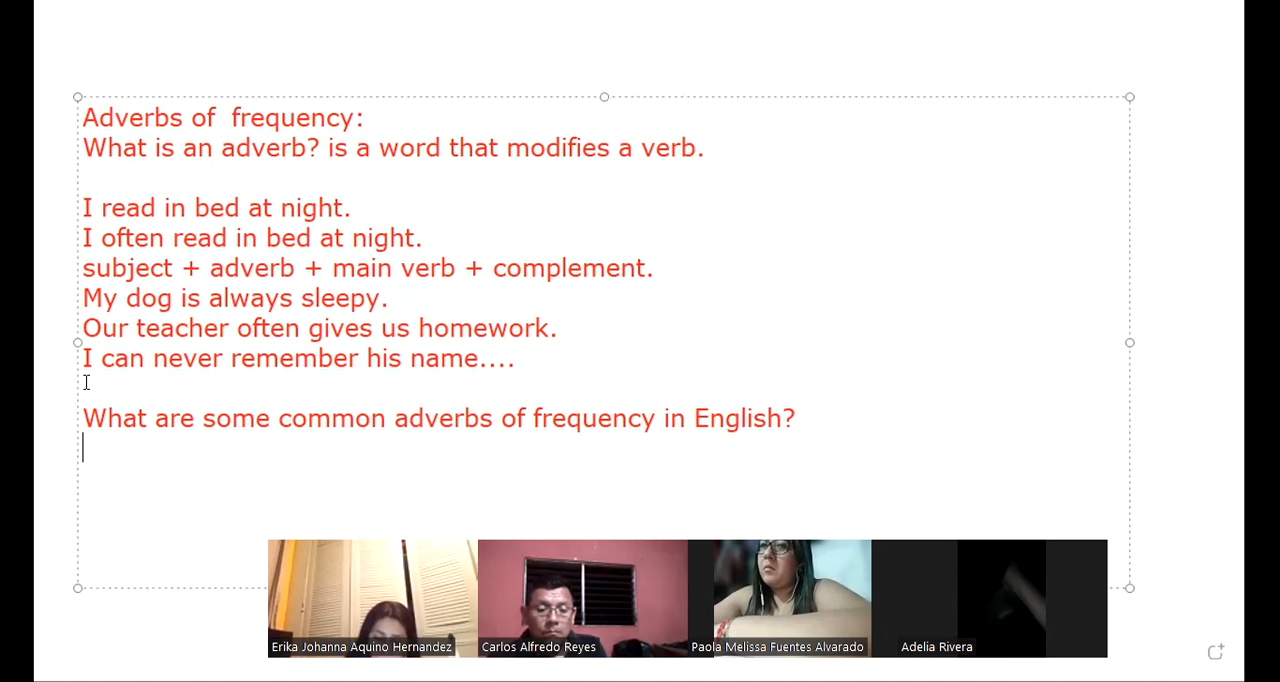 Adverbs of  frequency:
What is an adverb? is a word that modifies a verb.
I read in bed at night.
I often read in bed at night.
subject + adverb + main verb + complement.
My dog is always sleepy.
Our teacher often gives us homework.
I can never remember his name....
What are some common adverbs of frequency in English?
Erika Johanna Aquino Hernandez
Carlos Alfredo Reyes
Paola Melissa Fuentes Alvarado
Adelia Rivera